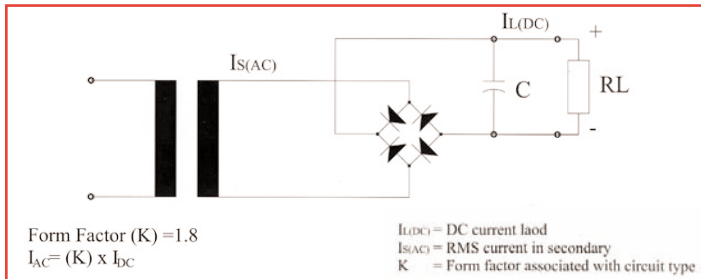 IL(DC)
+
IS(AC)
C
RL
-
Form Factor (K) =1.8
IAC= (K) x IDC
IL(DC) = DC current laod
IS(AC) = RMS current in secondary
K = Form factor associated with circuit type